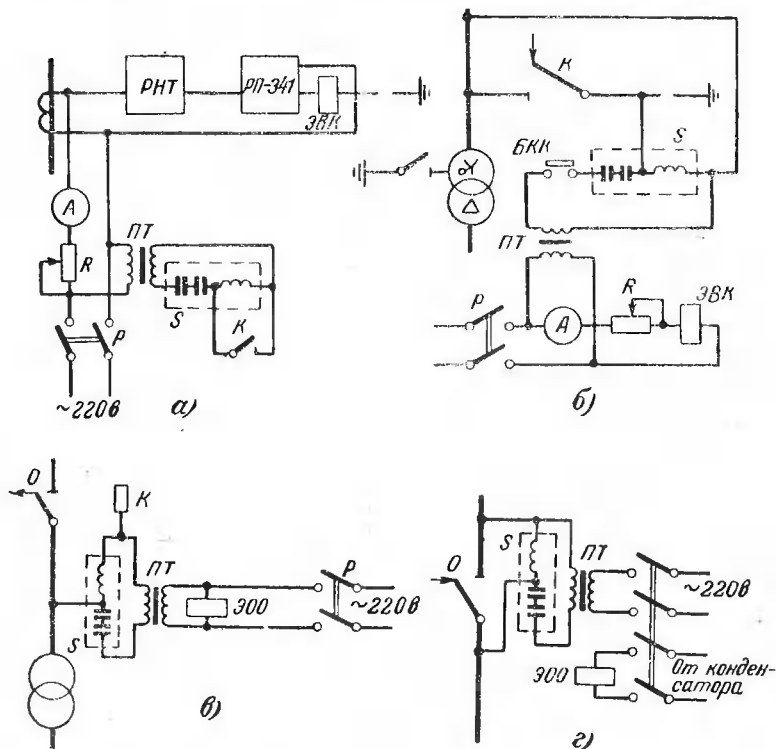 РНТ
РП-341
ЭВК
А
R
ПТ
S
К
Р
~220в
а)
К
S
БКК
ПТ
Р
А
R
ЭВК
б)
О
К
S
ПТ
ЭОО
Р
~220в
в)
О
S
ПТ
~220в
ЭОО
От конден-
сатора
г)